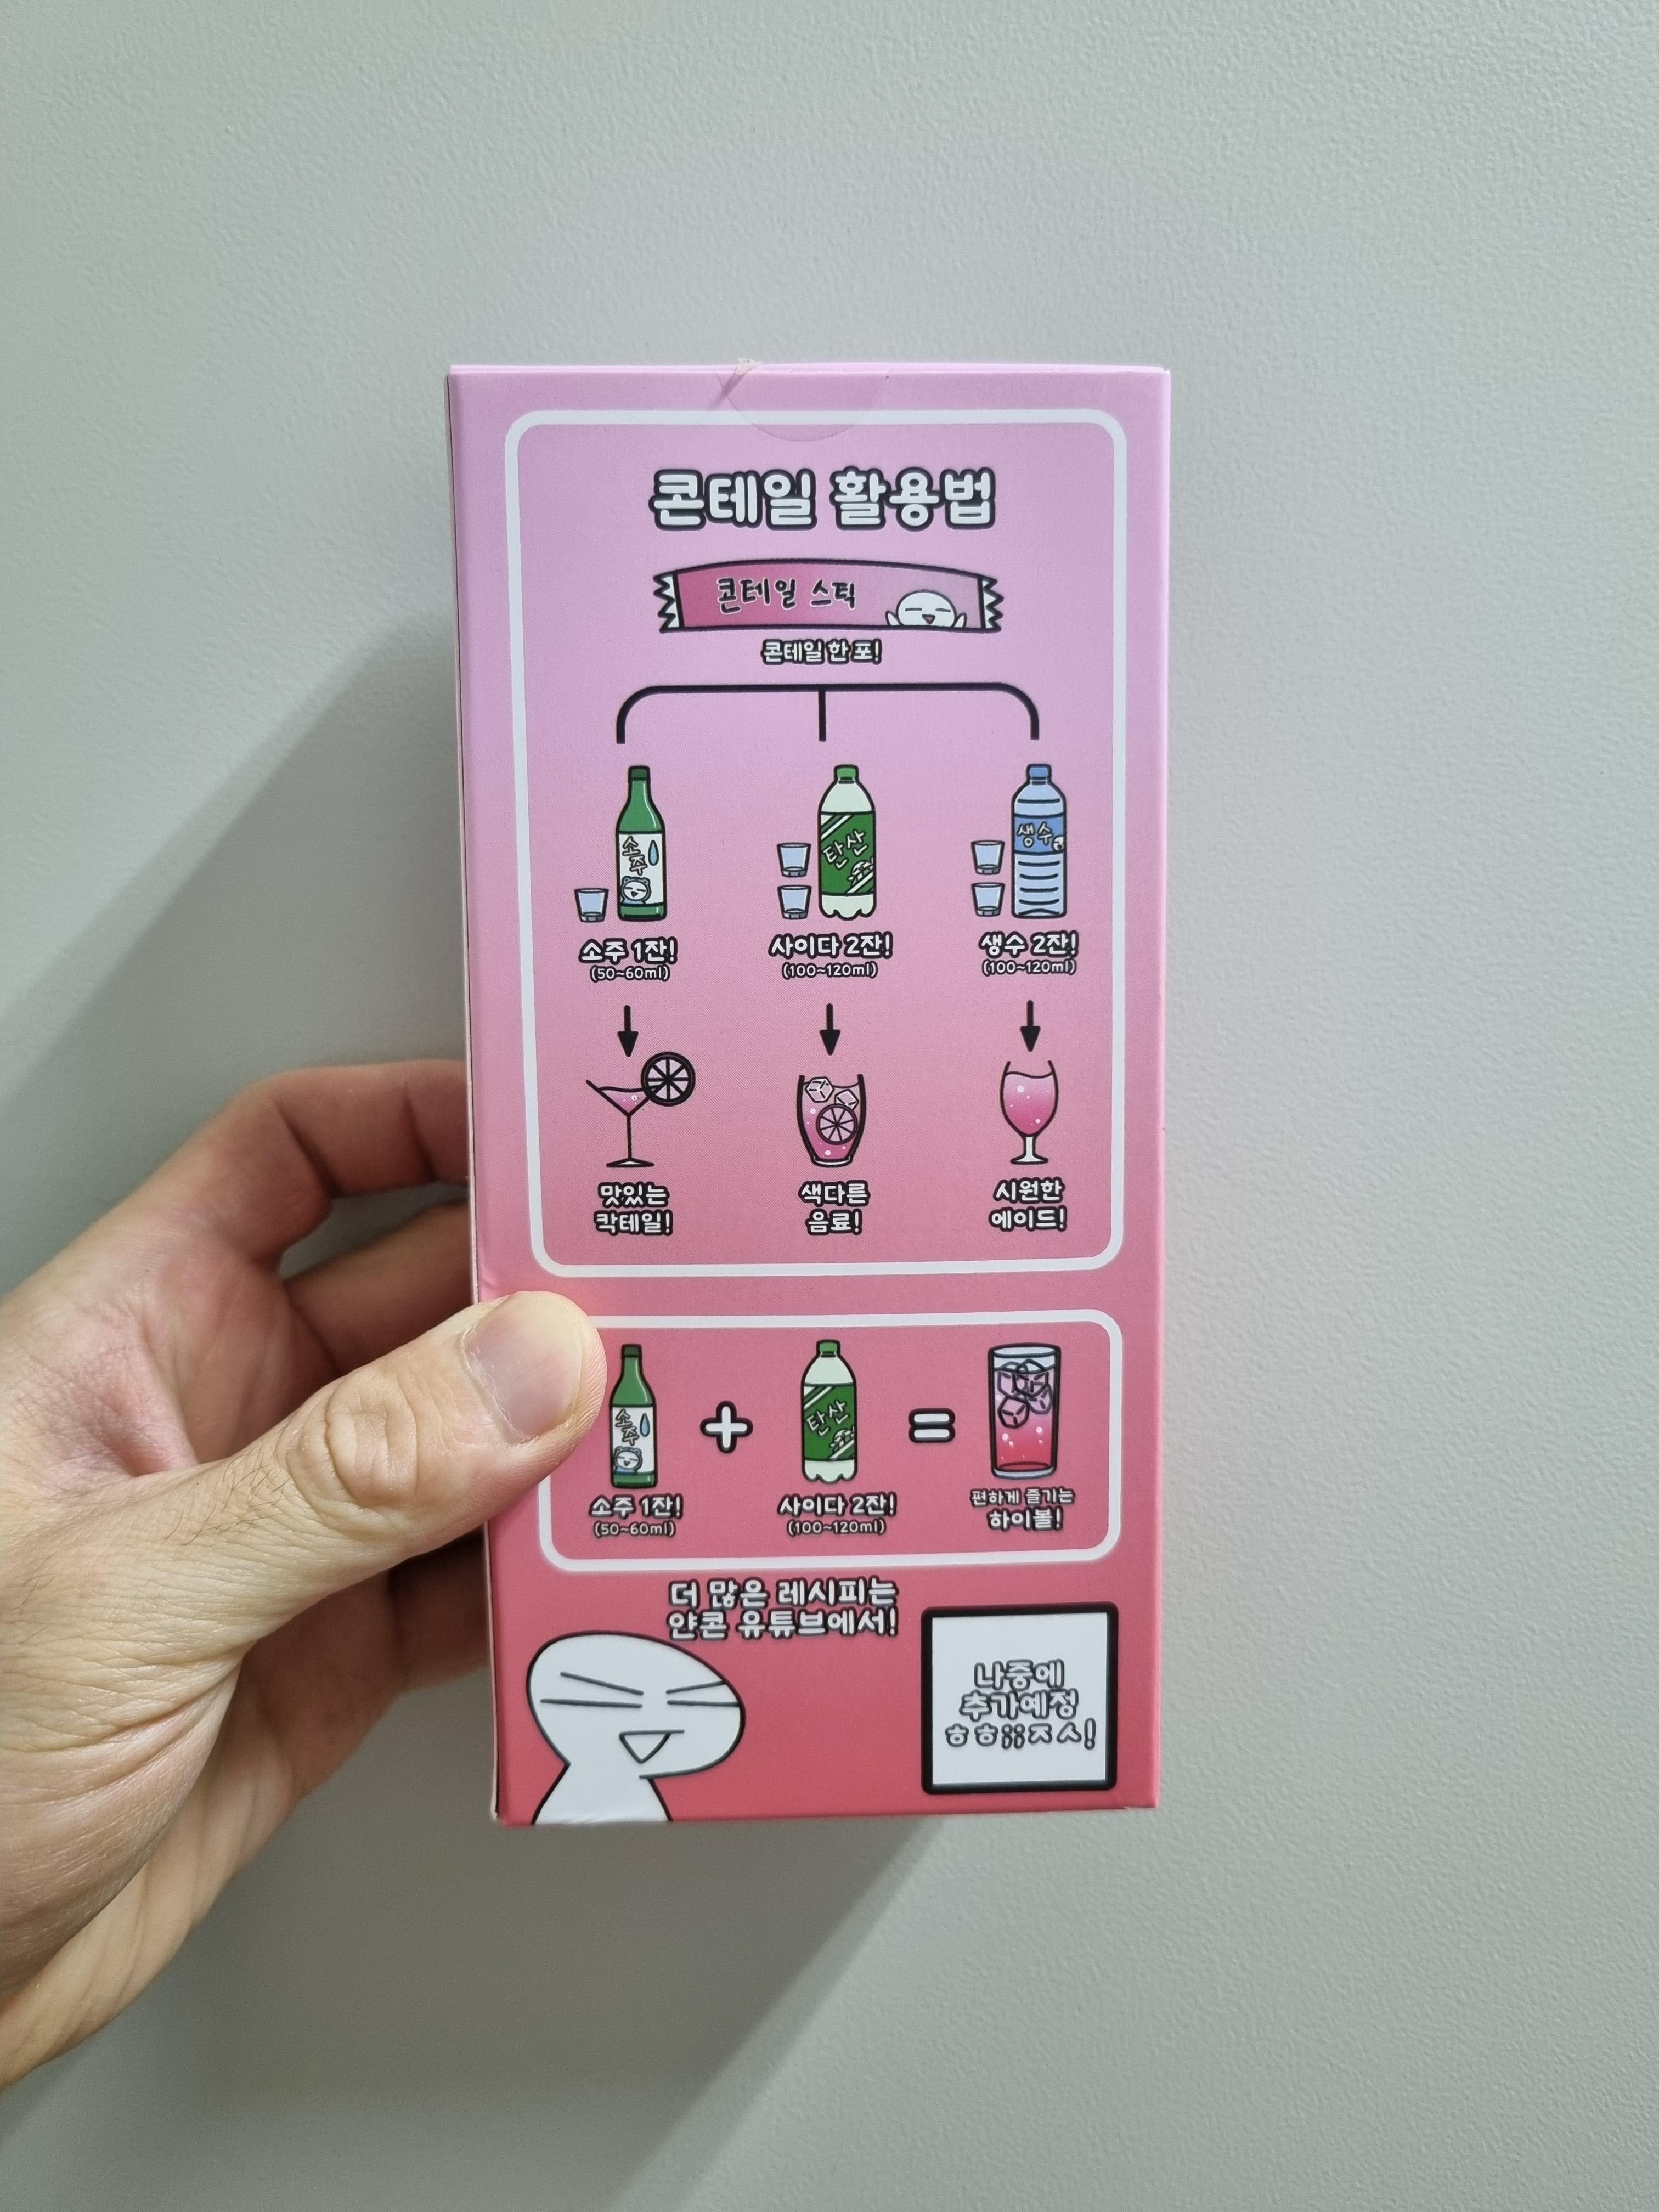 콘테일 활용법
콘테일 스틱
콘테일 한 포!
소주
탄산
생수
소주 1잔!
(50~60ml)
사이다 2잔!
(100~120ml)
생수 2잔!
(100~120ml)
맛있는
칵테일!
색다른
음료!
시원한
에이드!
소주
탄산
소주 1잔!
(50~60ml)
+
사이다 2잔!
(100~120ml)
=
편하게 즐기는
하이볼!
더 많은 레시피는
얀콘 유튜브에서!
나중에
추가예정
ㅎㅎ;;ㅈㅅ!